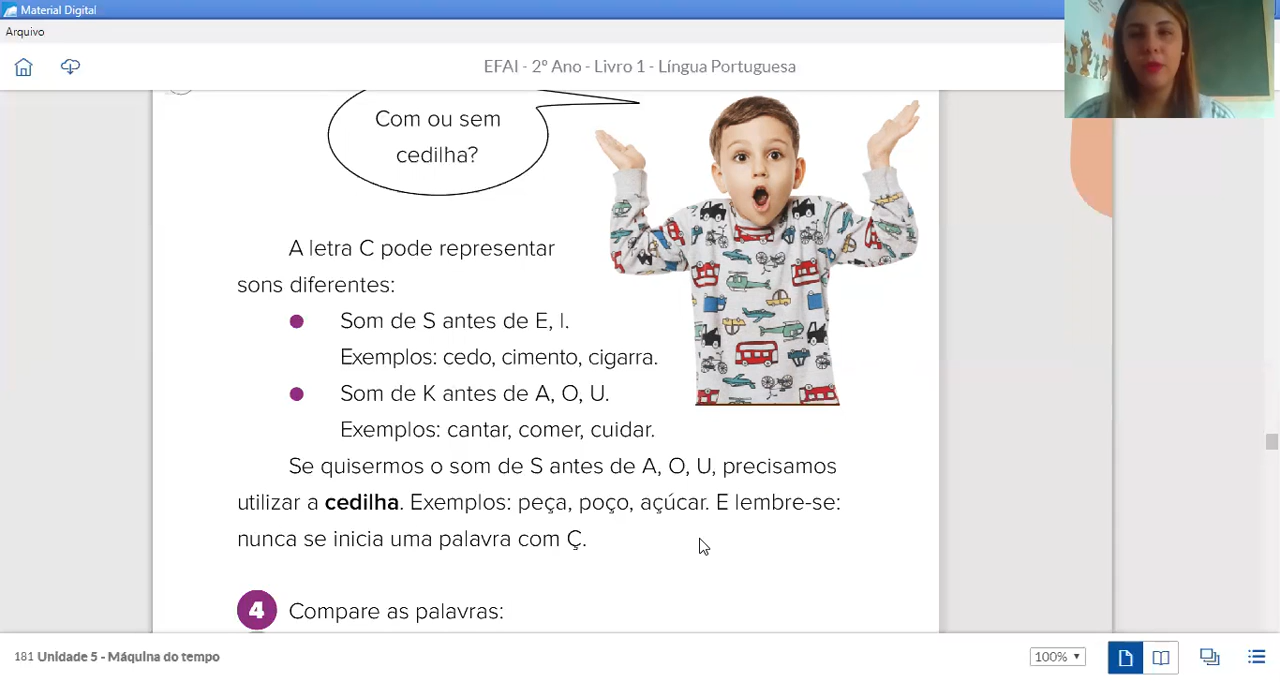 Material Digital
Arquivo
EFAI - 2º Ano - Livro 1 - Língua Portuguesa
Com ou sem
cedilha?
A letra C pode representar
sons diferentes:
Som de S antes de E, I.
Exemplos: cedo, cimento, cigarra.
Som de K antes de A, O, U.
Exemplos: cantar, comer, cuidar.
Se quisermos o som de S antes de A, O, U, precisamos
utilizar a cedilha. Exemplos: peça, poço, açúcar. E lembre-se:
nunca se inicia uma palavra com Ç.
4 Compare as palavras:
181 Unidade 5 - Máquina do tempo
100%